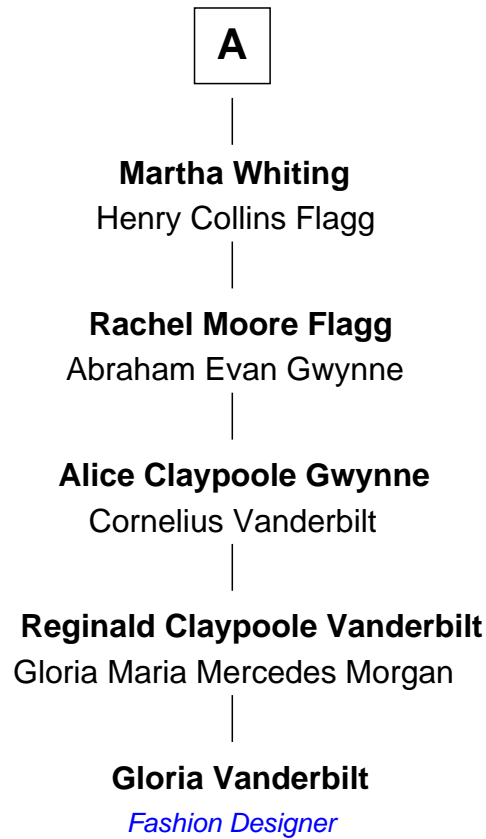 A
Martha Whiting
Henry Collins Flagg
Rachel Moore Flagg
Abraham Evan Gwynne
Alice Claypoole Gwynne
Cornelius Vanderbilt
Reginald Claypoole Vanderbilt
Gloria Maria Mercedes Morgan
Gloria Vanderbilt
Fashion Designer